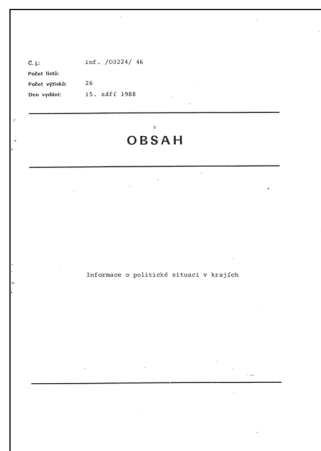 Č. j.: inf. /03224/ 46
Počet listů:
Počet výtisků: 26
Den vydání: 15. září 1988
OBSAH
Informace o politické situaci v krajích